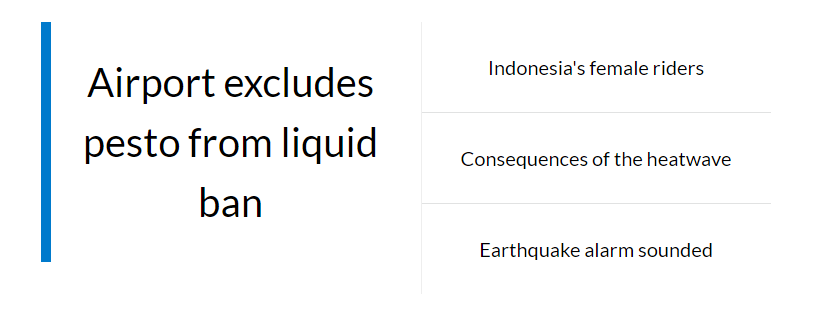 Airport excludes
pesto from liquid
ban
Indonesia's female riders
Consequences of the heatwave
Earthquake alarm sounded